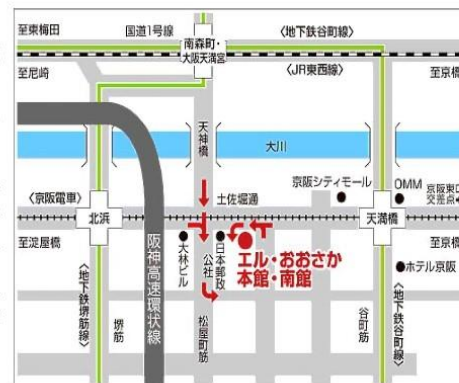 至東梅田
国道1号線
〈地下鉄谷町線〉
南森町・
大阪天満宮
至尼崎
〈JR東西線〉
至京橋
天神橋
大川
京阪シティモール
OMM
京阪東口
交差点
〈京阪電車〉
土佐堀通
北浜
天満橋
至淀屋橋
阪神高速環状線
大林ビル
公社
日本郵政
エル・おおさか
本館・南館
至京橋
ホテル京阪
〈地下鉄堺筋線〉
堺筋
松屋町筋
谷町筋
〈地下鉄谷町線〉